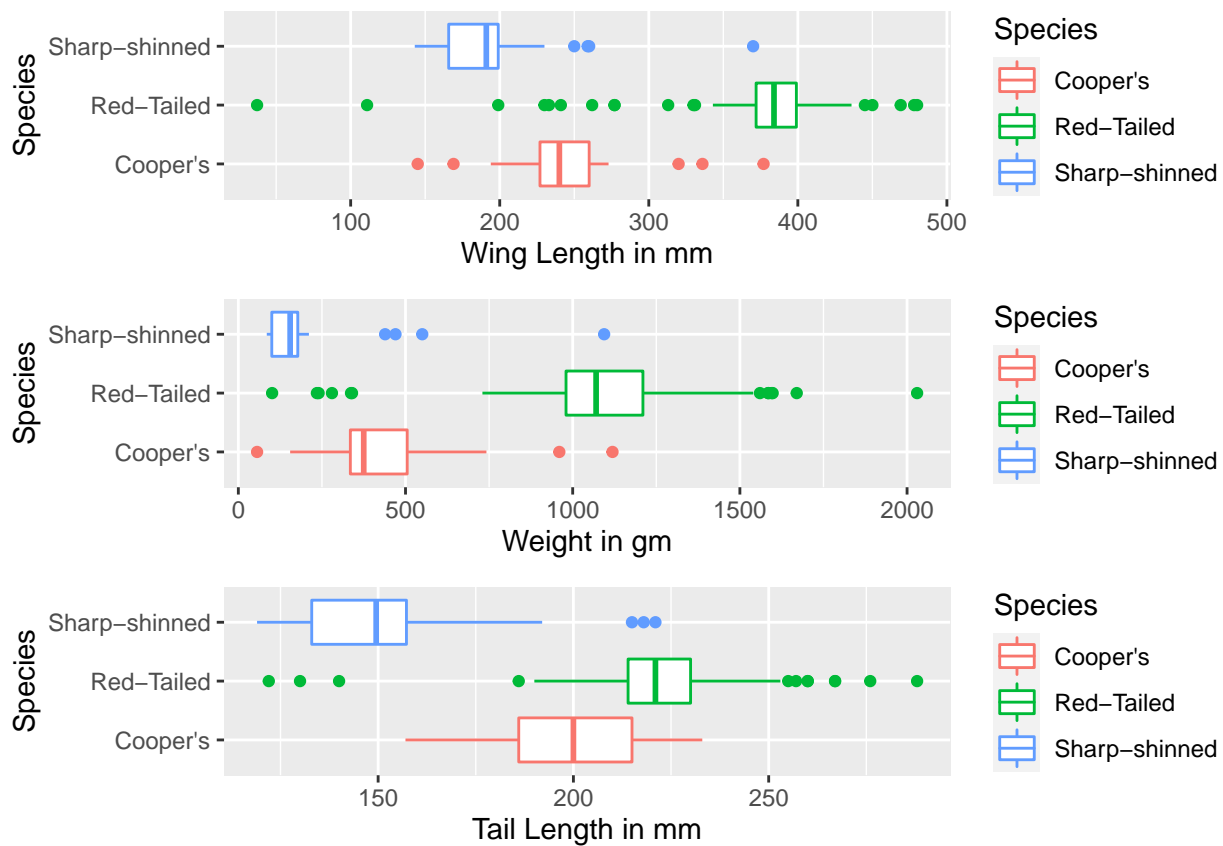 Species
Sharp−shinned
Red−Tailed
Cooper's
100 200 300 400 500
Wing Length in mm
Species
Cooper's
Red−Tailed
Sharp−shinned
Species
Sharp−shinned
Red−Tailed
Cooper's
0 500 1000 1500 2000
Weight in gm
Species
Cooper's
Red−Tailed
Sharp−shinned
Species
Sharp−shinned
Red−Tailed
Cooper's
150 200 250
Tail Length in mm
Species
Cooper's
Red−Tailed
Sharp−shinned